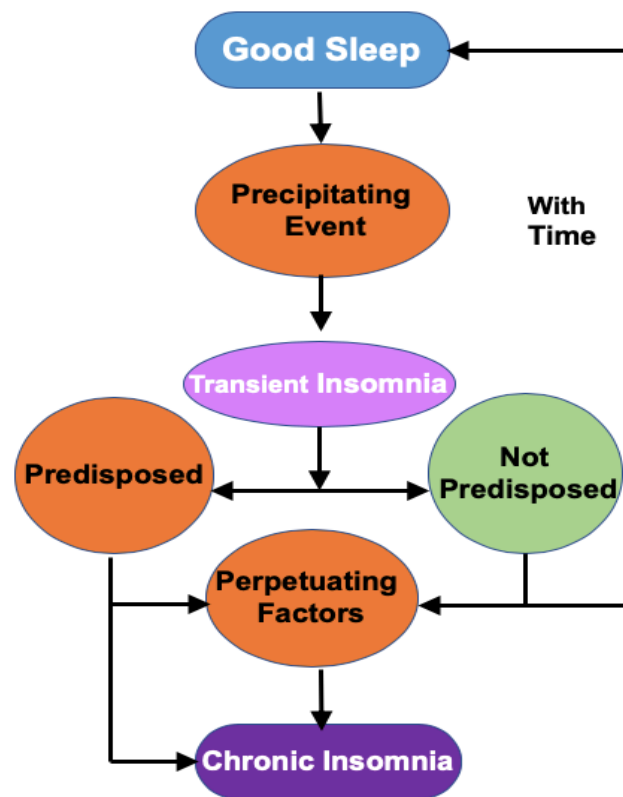 Good Sleep
Precipitating
Event
With
Time
Transient Insomnia
Predisposed
Not
Predisposed
Perpetuating
Factors
Chronic Insomnia